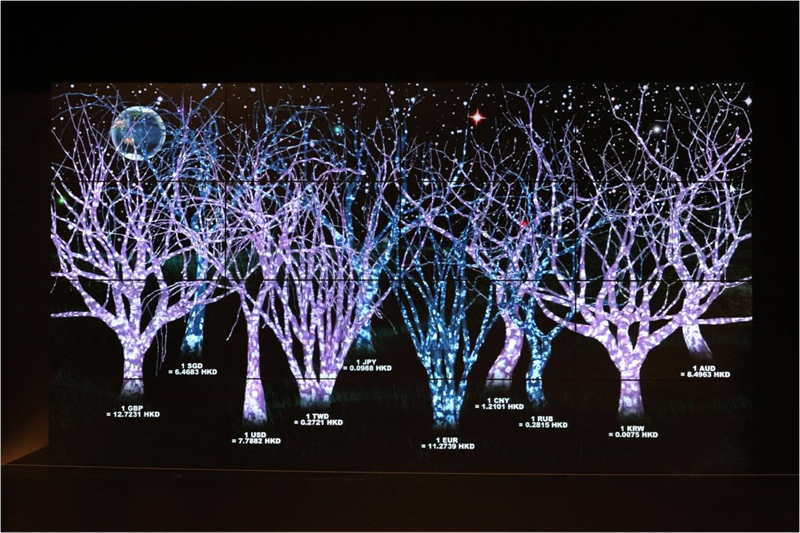 1 SGD
= 6.4683 HKD
1 JPY
= 0.0988 HKD
1 AUD
= 8.4963 HKD
1 GBP
= 12.7231 HKD
1 CNY
= 1.2101 HKD
1 TWD
= 0.2721 HKD
1 RUB
= 0.2815 HKD
1 USD
= 7.7882 HKD
1 EUR
= 11.2739 HKD
1 KRW
= 0.0075 HKD